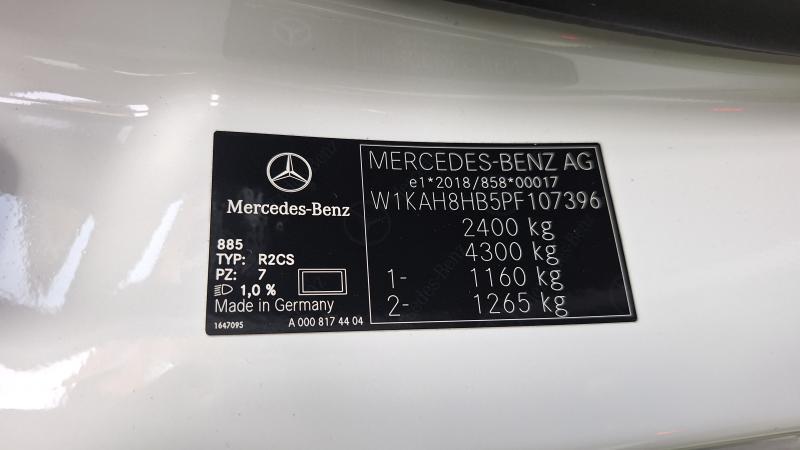 Mercedes-Benz
885
TYP: R2CS
PZ: 7
1,0 %
Made in Germany
1647095
A 000 817 44 04
MERCEDES-BENZ AG
e1*2018/858*00017
W1KAH8HB5PF107396
2400 kg
4300 kg
1- 1160 kg
2- 1265 kg